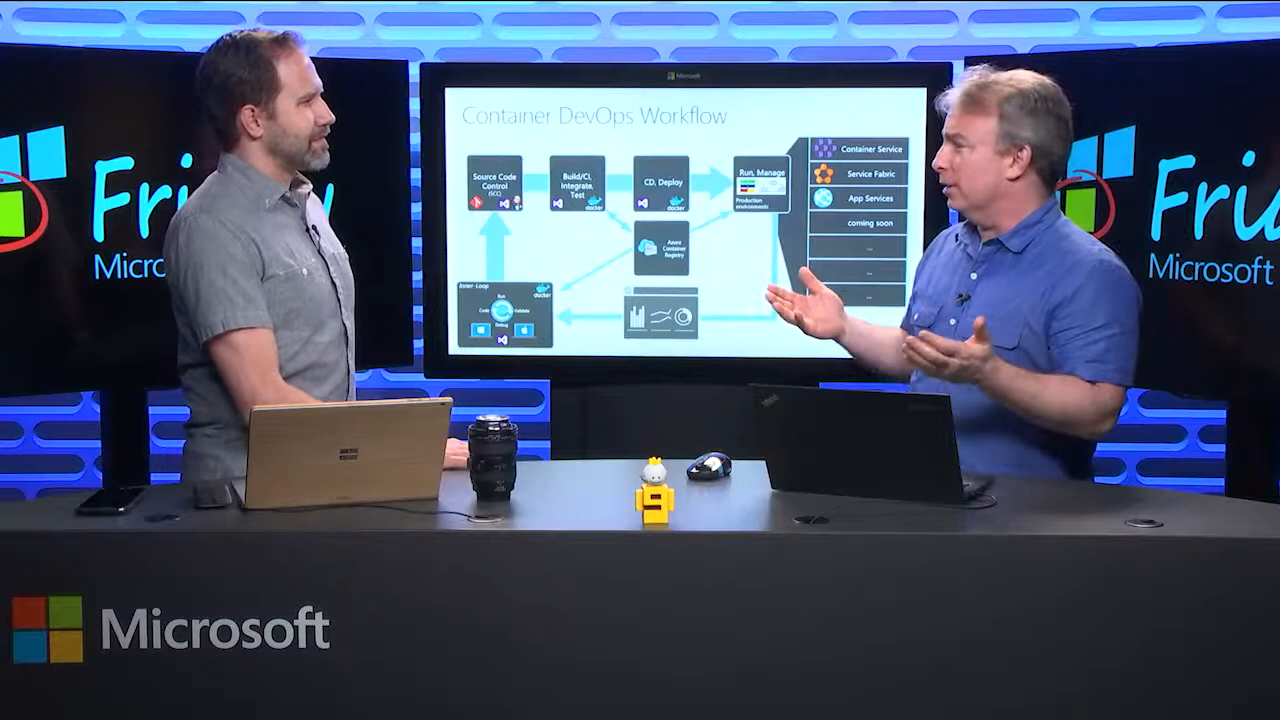 Microsoft
Container DevOps Workflow
Source Code
Control
(SCC)
Build/CI,
Integrate,
Test
docker
CD, Deploy
docker
Run, Manage
Production
environments
Container Service
Service Fabric
App Services
coming soon
...
...
...
Azure
Container
Registry
Inner-Loop
docker
Run
Code
Validate
Debug
Fri
Micro
Fri
Microsoft
9
Microsoft